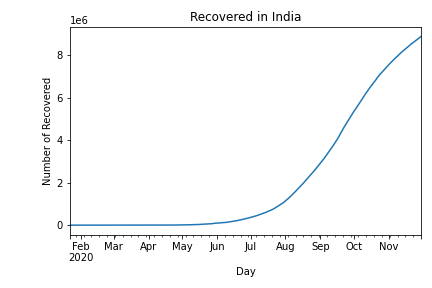 Recovered in India
1e6
8
6
4
2
0
Number of Recovered
Feb Mar Apr May Jun Jul Aug Sep Oct Nov
2020
Day